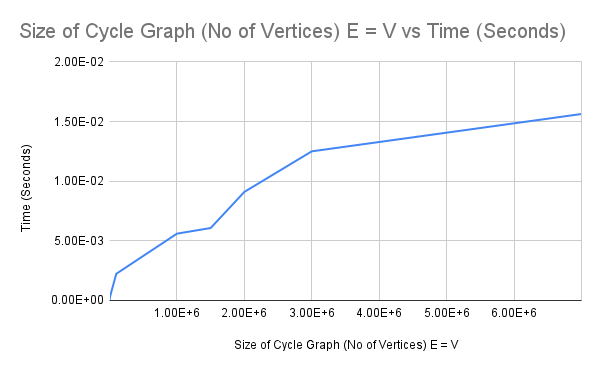 Size of Cycle Graph (No of Vertices) E = V vs Time (Seconds)
Time (Seconds)
2.00E-02
1.50E-02
1.00E-02
5.00E-03
0.00E+00
1.00E+6 2.00E+6 3.00E+6 4.00E+6 5.00E+6 6.00E+6
Size of Cycle Graph (No of Vertices) E = V